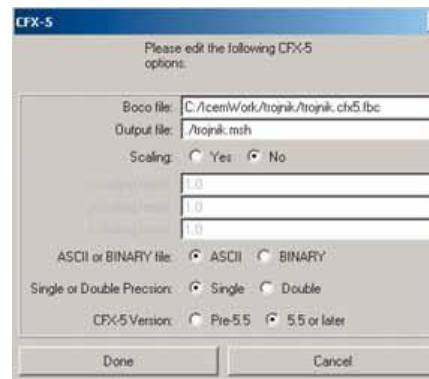 CFX-5
Please edit the following CFX-5
options.
Boco file: C:/IcemWork/trojnik/trojnik.cfx5.fbc
Output file: ./trojnik.msh
Scaling: Yes No
1.0
1.0
1.0
ASCII or BINARY file: ASCII BINARY
Single or Double Precsion: Single Double
CFX-5 Version: Pre-5.5 5.5 or later
Done Cancel